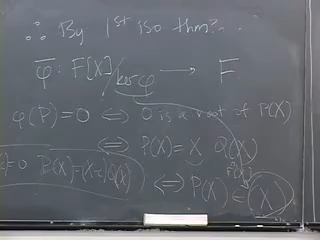 ∴ By 1st iso thm? ..
φ̄ : F[X]/ker φ → F
φ(P)=0 ⇔ 0 is a root of P(X)
⇔ P(X) = X Q(X)
=0 P(X)=(X-c)Q(X)
⇔ P(X) ∈ (X)
F[X]